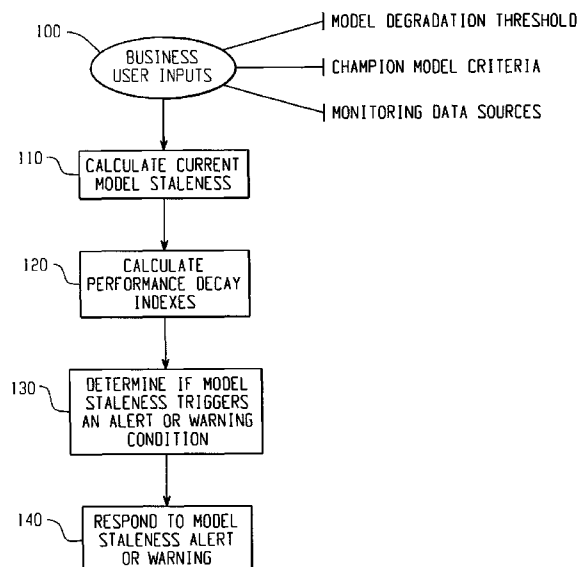 MODEL DEGRADATION THRESHOLD
100
BUSINESS
USER INPUTS
CHAMPION MODEL CRITERIA
MONITORING DATA SOURCES
110
CALCULATE CURRENT
MODEL STALENESS
120
CALCULATE
PERFORMANCE DECAY
INDEXES
130
DETERMINE IF MODEL
STALENESS TRIGGERS
AN ALERT OR WARNING
CONDITION
140
RESPOND TO MODEL
STALENESS ALERT
OR WARNING